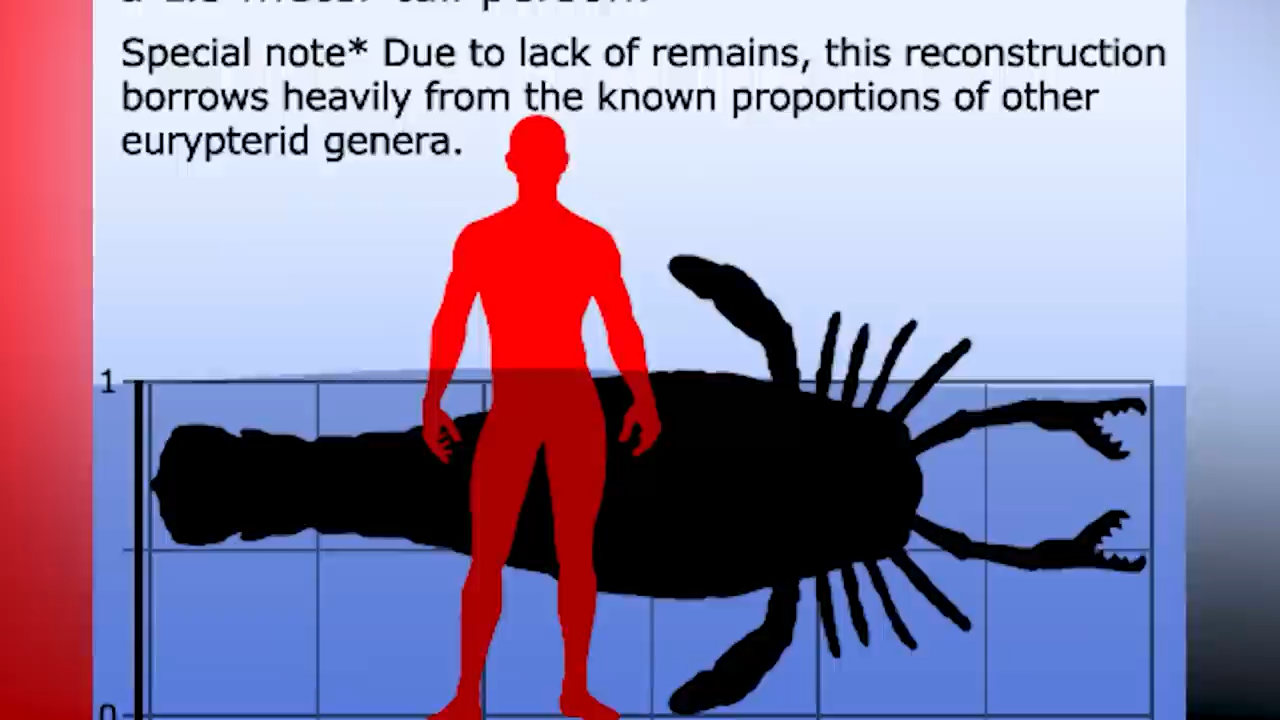 Special note* Due to lack of remains, this reconstruction
borrows heavily from the known proportions of other
eurypterid genera.
1
0